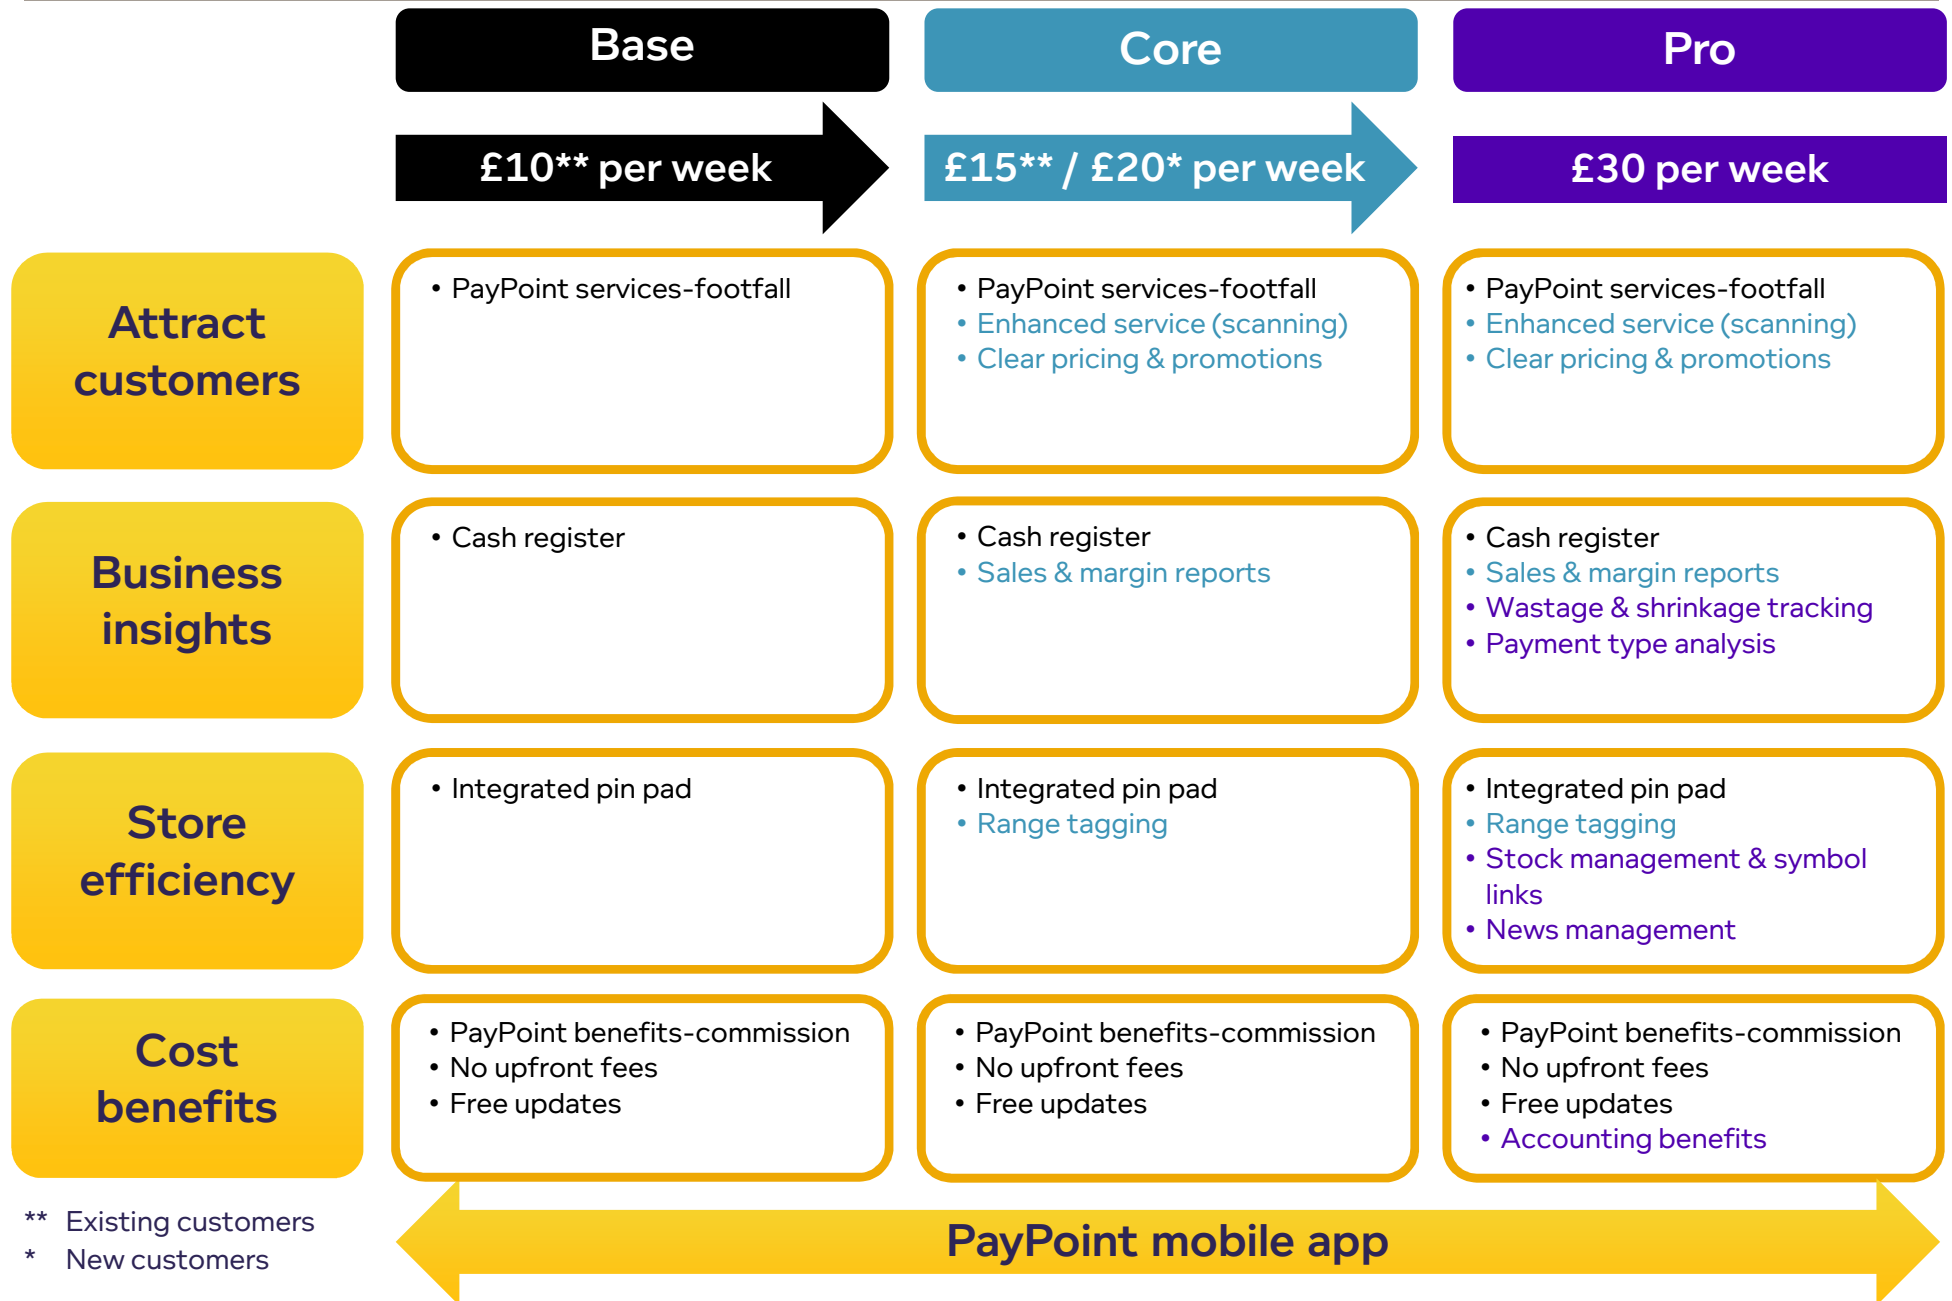 Base
Core
Pro
£10** per week
£15** / £20* per week
£30 per week
Attract
customers
• PayPoint services-footfall
• PayPoint services-footfall
• Enhanced service (scanning)
• Clear pricing & promotions
• PayPoint services-footfall
• Enhanced service (scanning)
• Clear pricing & promotions
Business
insights
• Cash register
• Cash register
• Sales & margin reports
• Cash register
• Sales & margin reports
• Wastage & shrinkage tracking
• Payment type analysis
Store
efficiency
• Integrated pin pad
• Integrated pin pad
• Range tagging
• Integrated pin pad
• Range tagging
• Stock management & symbol
links
• News management
Cost
benefits
• PayPoint benefits-commission
• No upfront fees
• Free updates
• PayPoint benefits-commission
• No upfront fees
• Free updates
• PayPoint benefits-commission
• No upfront fees
• Free updates
• Accounting benefits
** Existing customers
* New customers
PayPoint mobile app